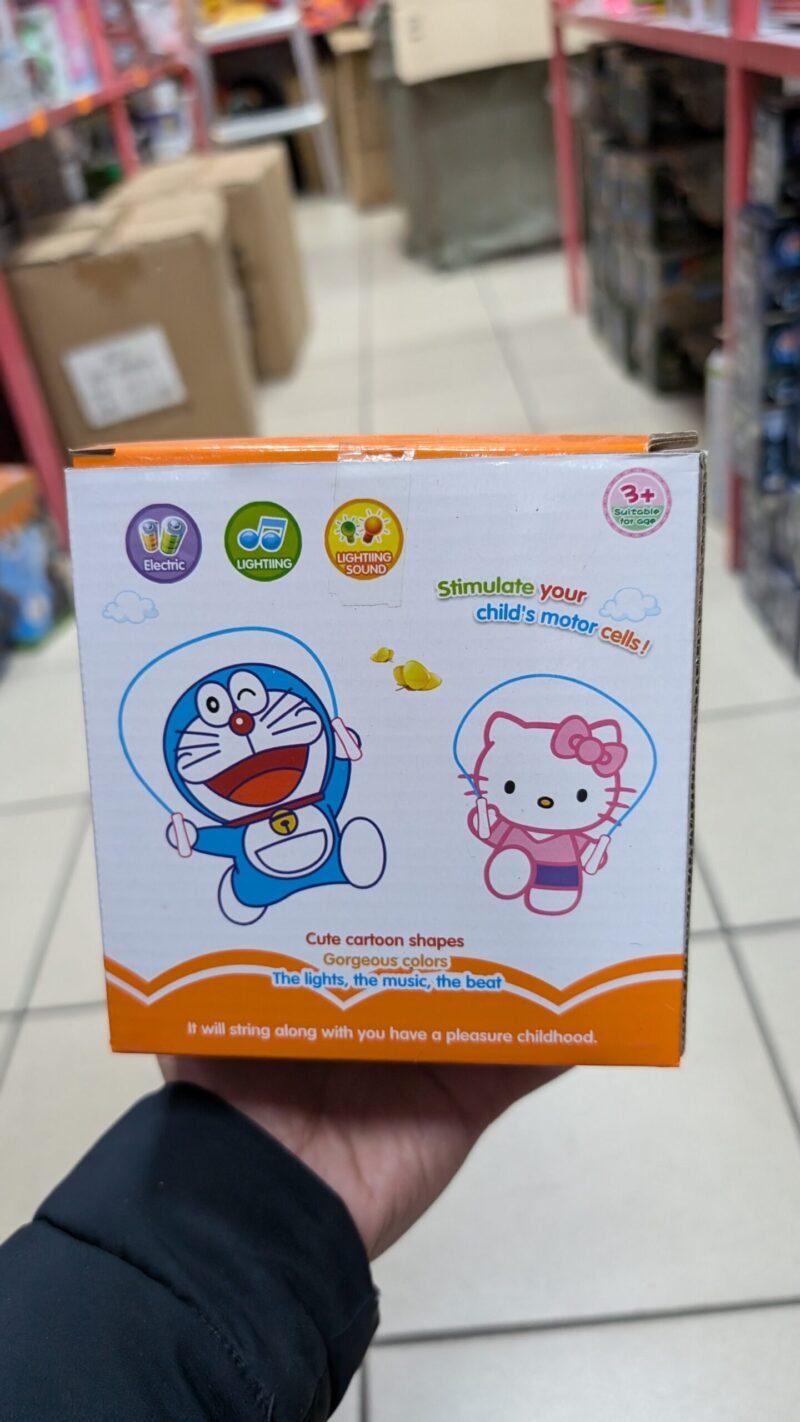 Electric
LIGHTIING
LIGHTIING
SOUND
3+
Suitable
for age
Stimulate your
child's motor cells!
Cute cartoon shapes
Gorgeous colors
The lights, the music, the beat
It will string along with you have a pleasure childhood.